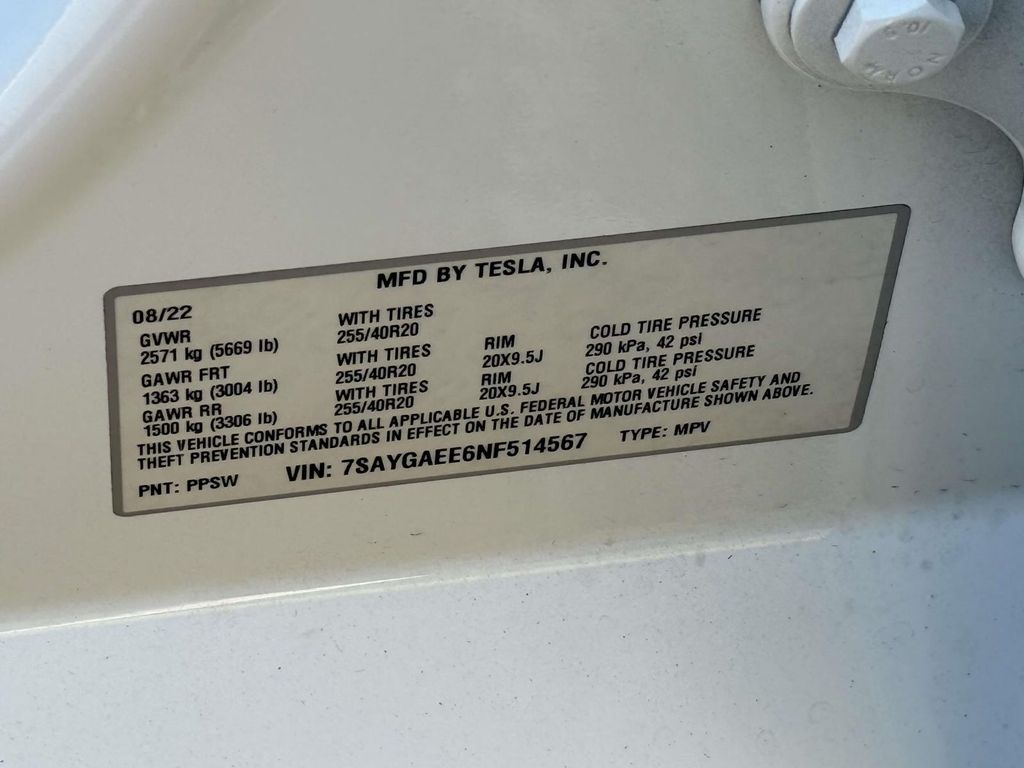 10.9
MFD BY TESLA, INC.
08/22
GVWR WITH TIRES
2571 kg (5669 lb) 255/40R20 RIM COLD TIRE PRESSURE
GAWR FRT WITH TIRES 20X9.5J 290 kPa, 42 psi
1363 kg (3004 lb) 255/40R20 RIM COLD TIRE PRESSURE
GAWR RR WITH TIRES 20X9.5J 290 kPa, 42 psi
1500 kg (3306 lb) 255/40R20
THIS VEHICLE CONFORMS TO ALL APPLICABLE U.S. FEDERAL MOTOR VEHICLE SAFETY AND
THEFT PREVENTION STANDARDS IN EFFECT ON THE DATE OF MANUFACTURE SHOWN ABOVE.
PNT: PPSW VIN: 7SAYGAEE6NF514567 TYPE: MPV